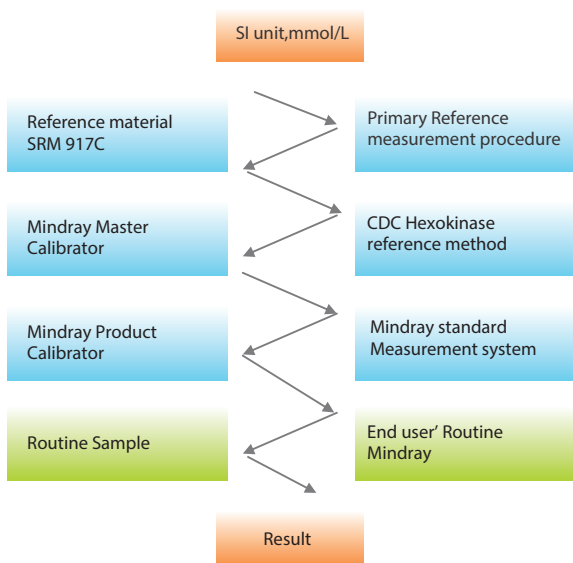 SI unit,mmol/L
Reference material
SRM 917C
Primary Reference
measurement procedure
Mindray Master
Calibrator
CDC Hexokinase
reference method
Mindray Product
Calibrator
Mindray standard
Measurement system
Routine Sample
End user’ Routine
Mindray
Result